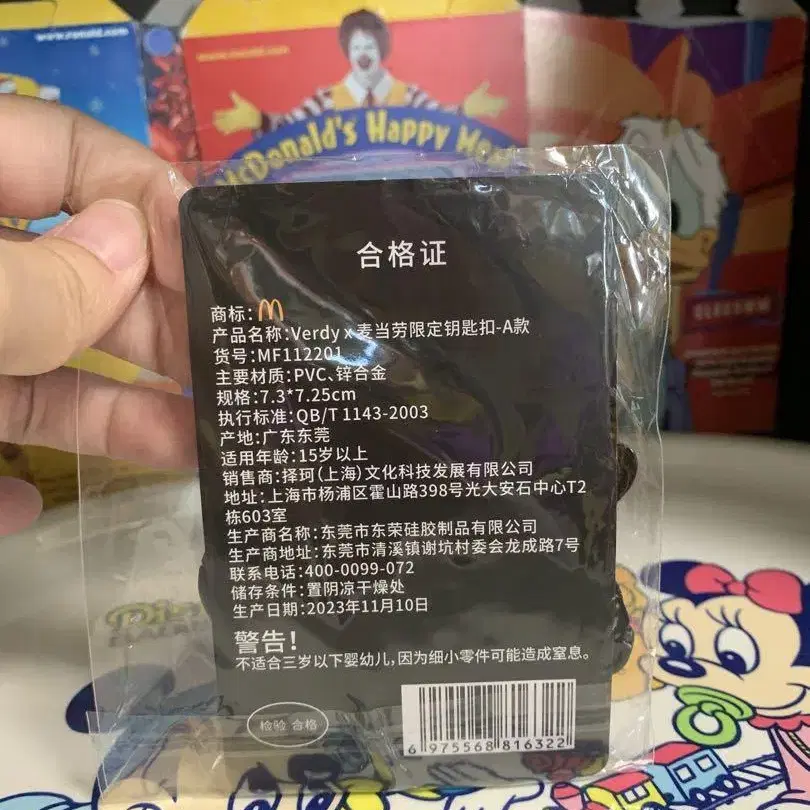 www.ronald.com
McDonald's Happy Meal
合格证
商标:
产品名称:Verdy x 麦当劳限定钥匙扣-A款
货号:MF112201
主要材质:PVC、锌合金
规格:7.3*7.25cm
执行标准:QB/T 1143-2003
产地:广东东莞
适用年龄:15岁以上
销售商:择珂(上海)文化科技发展有限公司
地址:上海市杨浦区霍山路398号光大安石中心T2
栋603室
生产商名称:东莞市东荣硅胶制品有限公司
生产商地址:东莞市清溪镇谢坑村委会龙成路7号
联系电话:400-0099-072
储存条件:置阴凉干燥处
生产日期:2023年11月10日
警告!
不适合三岁以下婴幼儿,因为细小零件可能造成窒息。
检验 合格
6 975568 816322